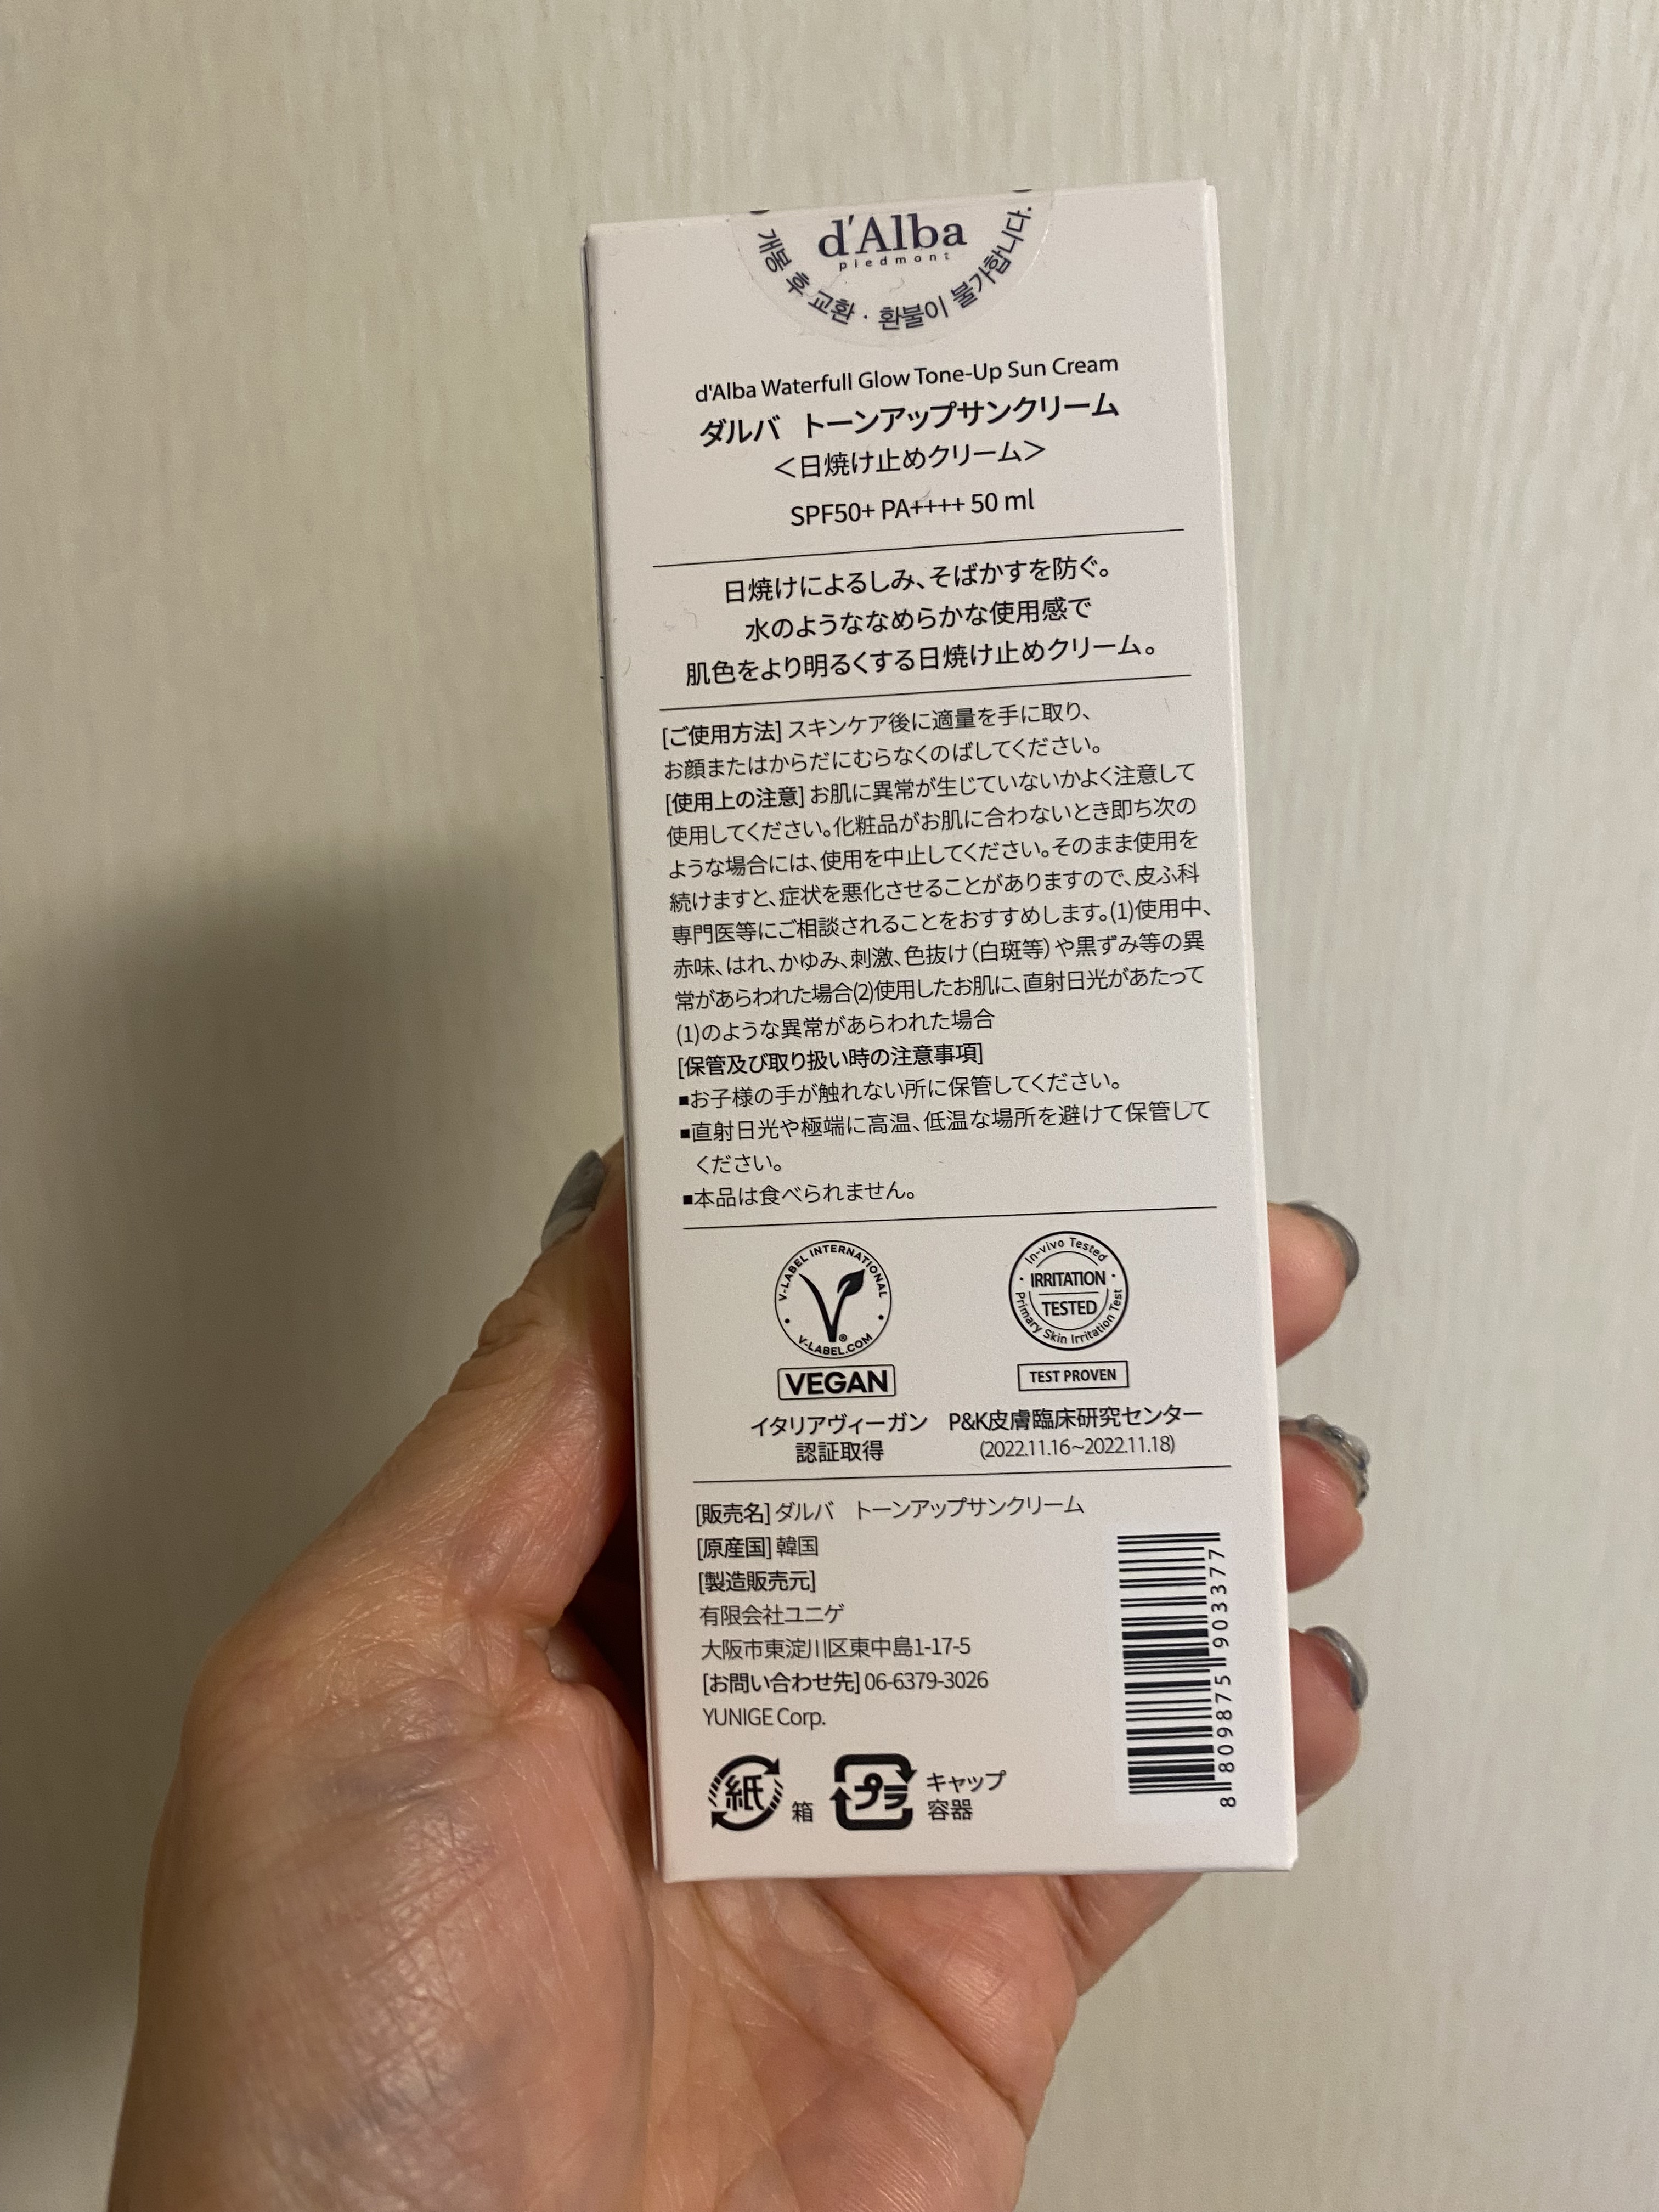 d'Alba
piedmont
개봉 후 교환 · 환불이 불가합니다.
d'Alba Waterfull Glow Tone-Up Sun Cream
ダルバ トーンアップサンクリーム
＜日焼け止めクリーム＞
SPF50+ PA++++ 50 ml
日焼けによるしみ、そばかすを防ぐ。
水のようななめらかな使用感で
肌色をより明るくする日焼け止めクリーム。
[ご使用方法] スキンケア後に適量を手に取り、
お顔またはからだにむらなくのばしてください。
[使用上の注意] お肌に異常が生じていないかよく注意して
使用してください。化粧品がお肌に合わないとき即ち次の
ような場合には、使用を中止してください。そのまま使用を
続けますと、症状を悪化させることがありますので、皮ふ科
専門医等にご相談されることをおすすめします。(1)使用中、
赤味、はれ、かゆみ、刺激、色抜け（白斑等）や黒ずみ等の異
常があらわれた場合(2)使用したお肌に、直射日光があたって
(1)のような異常があらわれた場合
[保管及び取り扱い時の注意事項]
■お子様の手が触れない所に保管してください。
■直射日光や極端に高温、低温な場所を避けて保管して
ください。
■本品は食べられません。
V-LABEL INTERNATIONAL
V-LABEL.COM
®
VEGAN
イタリアヴィーガン
認証取得
In-vivo Tested
IRRITATION
TESTED
Primary Skin Irritation Test
TEST PROVEN
P&K皮膚臨床研究センター
(2022.11.16~2022.11.18)
[販売名] ダルバ トーンアップサンクリーム
[原産国] 韓国
[製造販売元]
有限会社ユニゲ
大阪市東淀川区東中島1-17-5
[お問い合わせ先] 06-6379-3026
YUNIGE Corp.
紙
箱
プラ
キャップ
容器
8 809875 903377